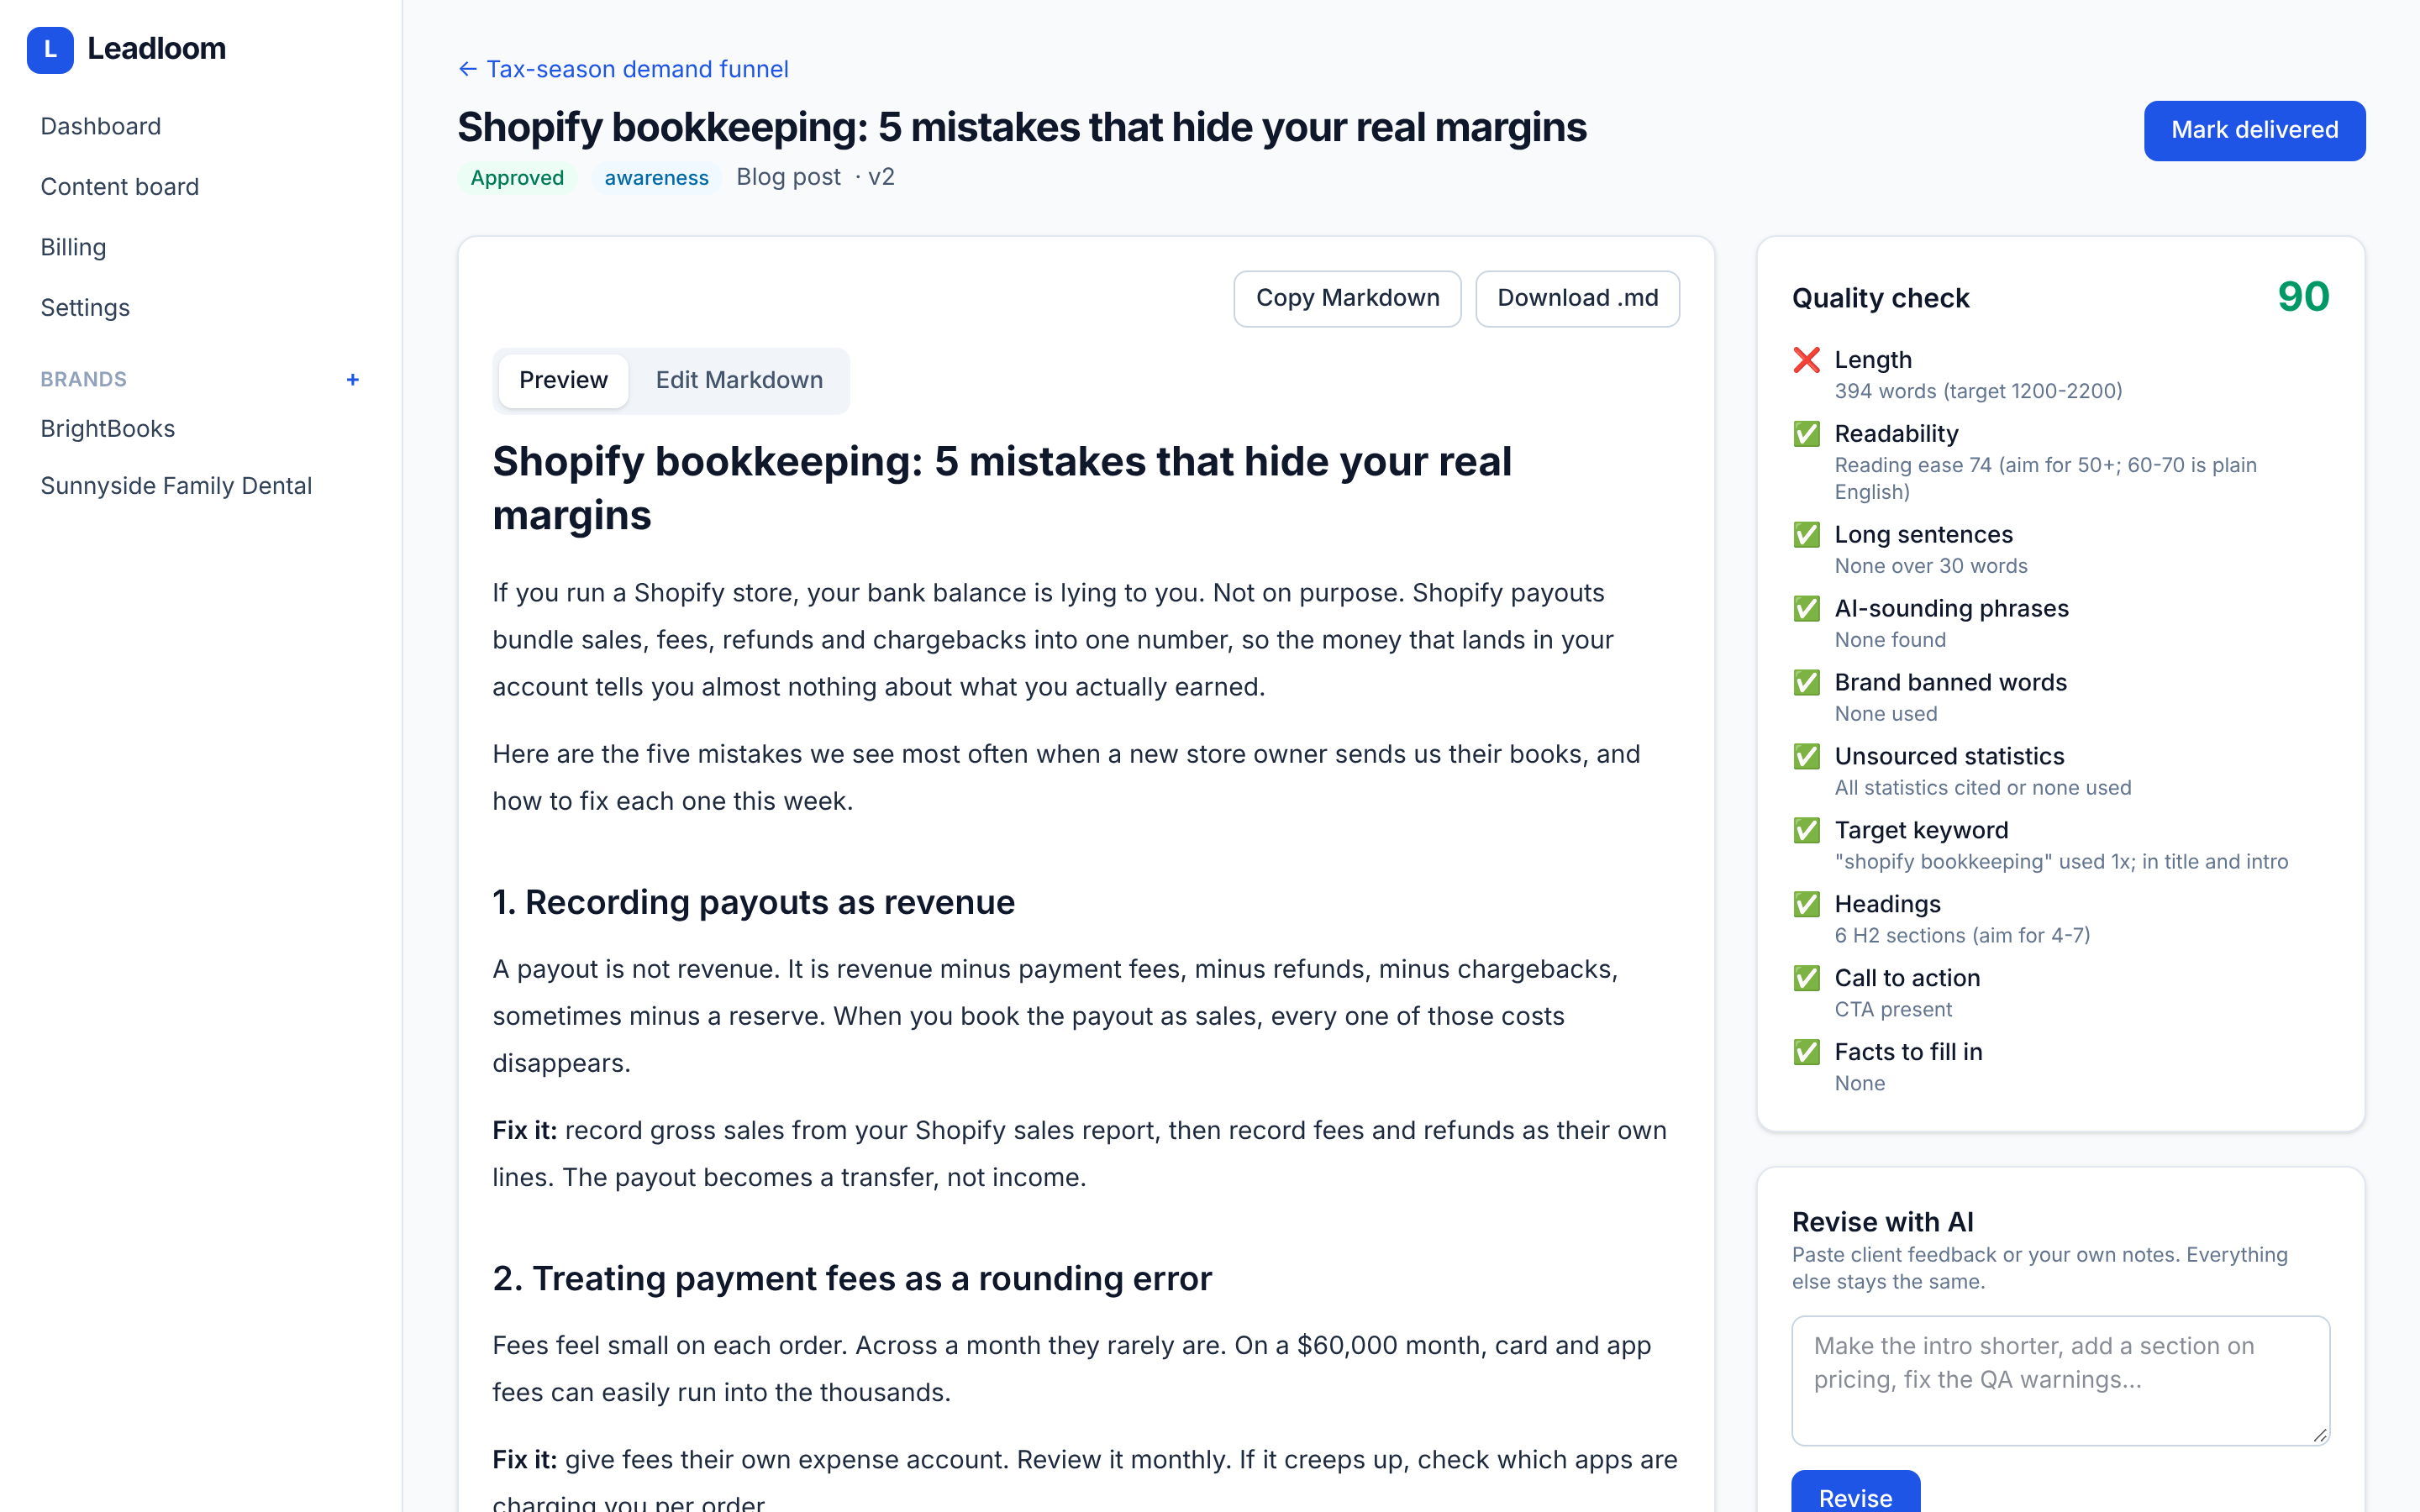 L Leadloom
Dashboard
Content board
Billing
Settings
BRANDS +
BrightBooks
Sunnyside Family Dental
← Tax-season demand funnel
Shopify bookkeeping: 5 mistakes that hide your real margins
Mark delivered
Approved awareness Blog post · v2
Copy Markdown Download .md
Preview Edit Markdown
Shopify bookkeeping: 5 mistakes that hide your real
margins
If you run a Shopify store, your bank balance is lying to you. Not on purpose. Shopify payouts
bundle sales, fees, refunds and chargebacks into one number, so the money that lands in your
account tells you almost nothing about what you actually earned.
Here are the five mistakes we see most often when a new store owner sends us their books, and
how to fix each one this week.
1. Recording payouts as revenue
A payout is not revenue. It is revenue minus payment fees, minus refunds, minus chargebacks,
sometimes minus a reserve. When you book the payout as sales, every one of those costs
disappears.
Fix it: record gross sales from your Shopify sales report, then record fees and refunds as their own
lines. The payout becomes a transfer, not income.
2. Treating payment fees as a rounding error
Fees feel small on each order. Across a month they rarely are. On a $60,000 month, card and app
fees can easily run into the thousands.
Fix it: give fees their own expense account. Review it monthly. If it creeps up, check which apps are
charging you per order.
Quality check 90
❌ Length
394 words (target 1200-2200)
✅ Readability
Reading ease 74 (aim for 50+; 60-70 is plain
English)
✅ Long sentences
None over 30 words
✅ AI-sounding phrases
None found
✅ Brand banned words
None used
✅ Unsourced statistics
All statistics cited or none used
✅ Target keyword
"shopify bookkeeping" used 1x; in title and intro
✅ Headings
6 H2 sections (aim for 4-7)
✅ Call to action
CTA present
✅ Facts to fill in
None
Revise with AI
Paste client feedback or your own notes. Everything
else stays the same.
Make the intro shorter, add a section on
pricing, fix the QA warnings...
Revise